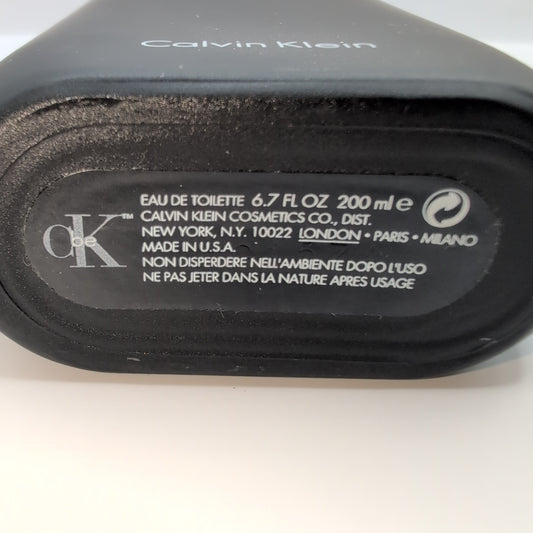 Calvin Klein
cK be™
EAU DE TOILETTE 6.7 FL OZ 200 ml ℮
CALVIN KLEIN COSMETICS CO., DIST.
NEW YORK, N.Y. 10022 LONDON • PARIS • MILANO
MADE IN U.S.A.
NON DISPERDERE NELL'AMBIENTE DOPO L'USO
NE PAS JETER DANS LA NATURE APRES USAGE